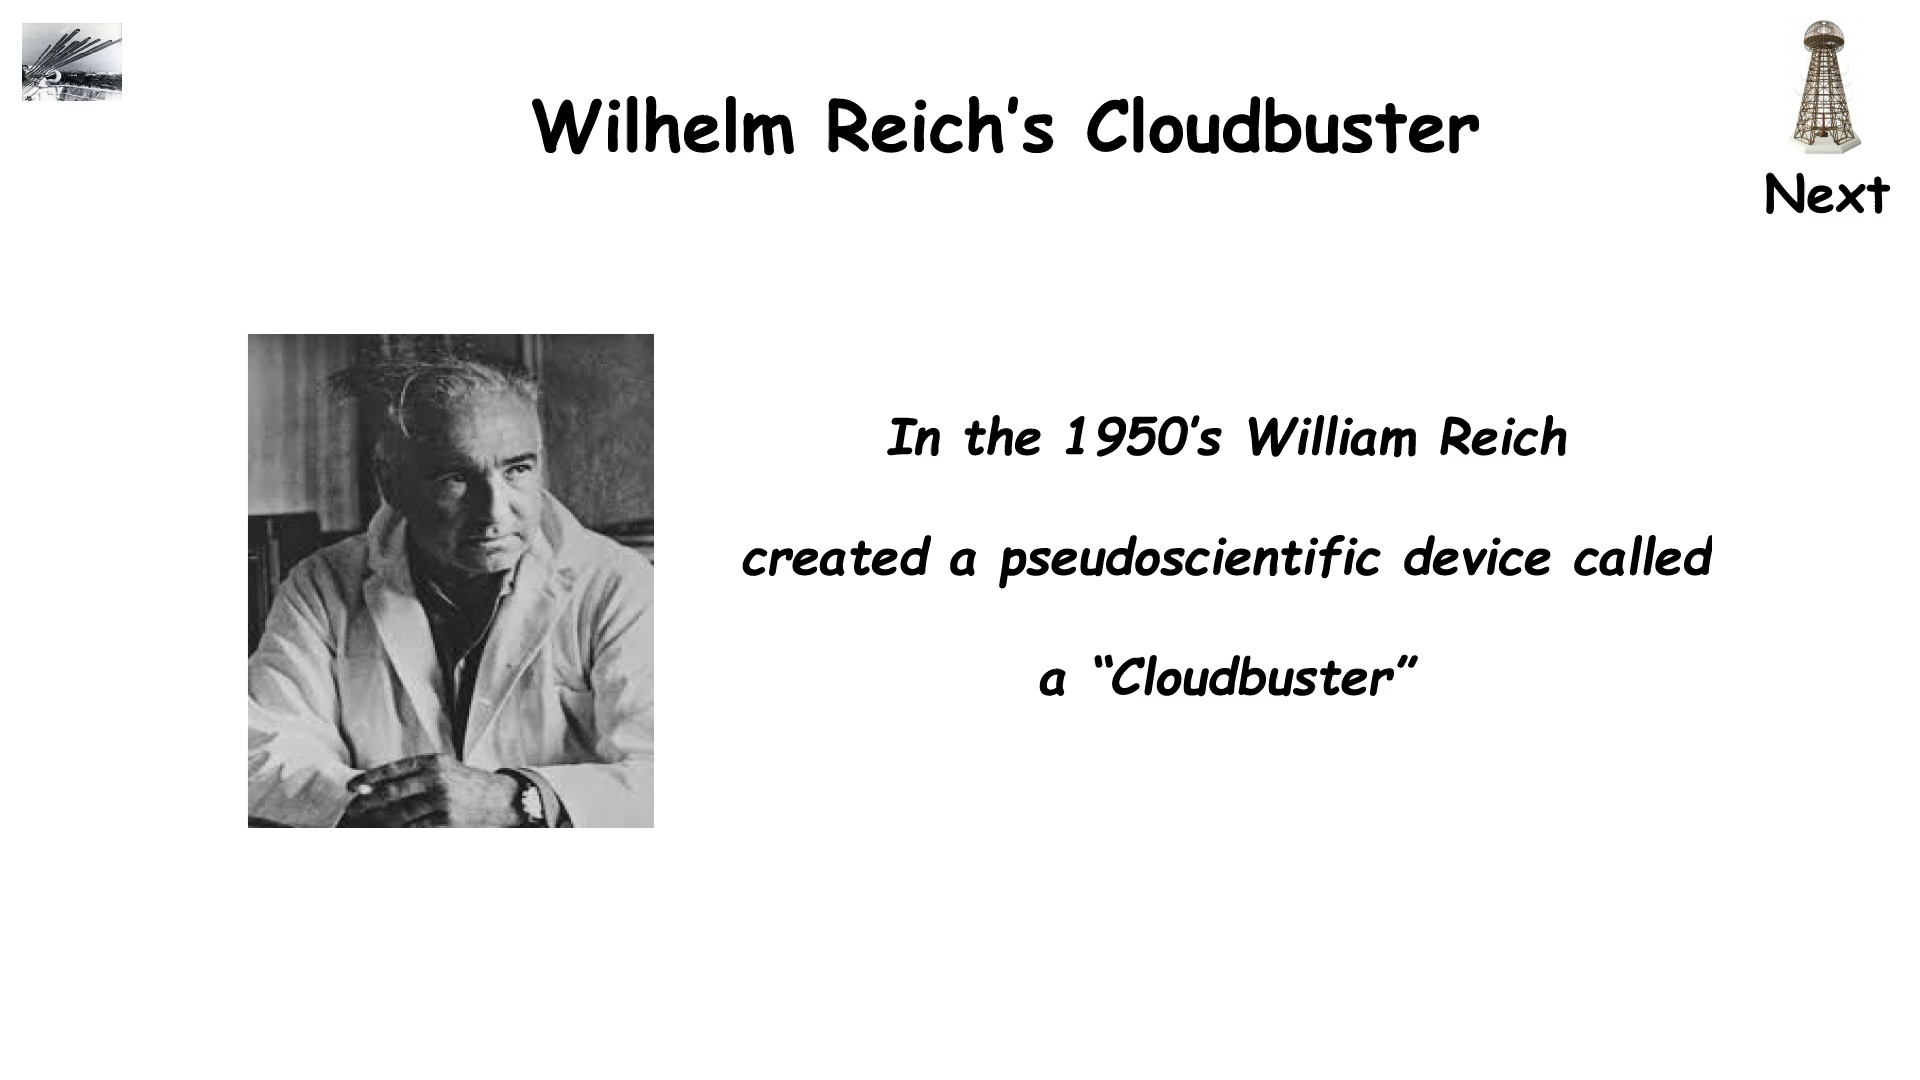 Wilhelm Reich’s Cloudbuster
Next
In the 1950’s William Reich
created a pseudoscientific device called
a “Cloudbuster”